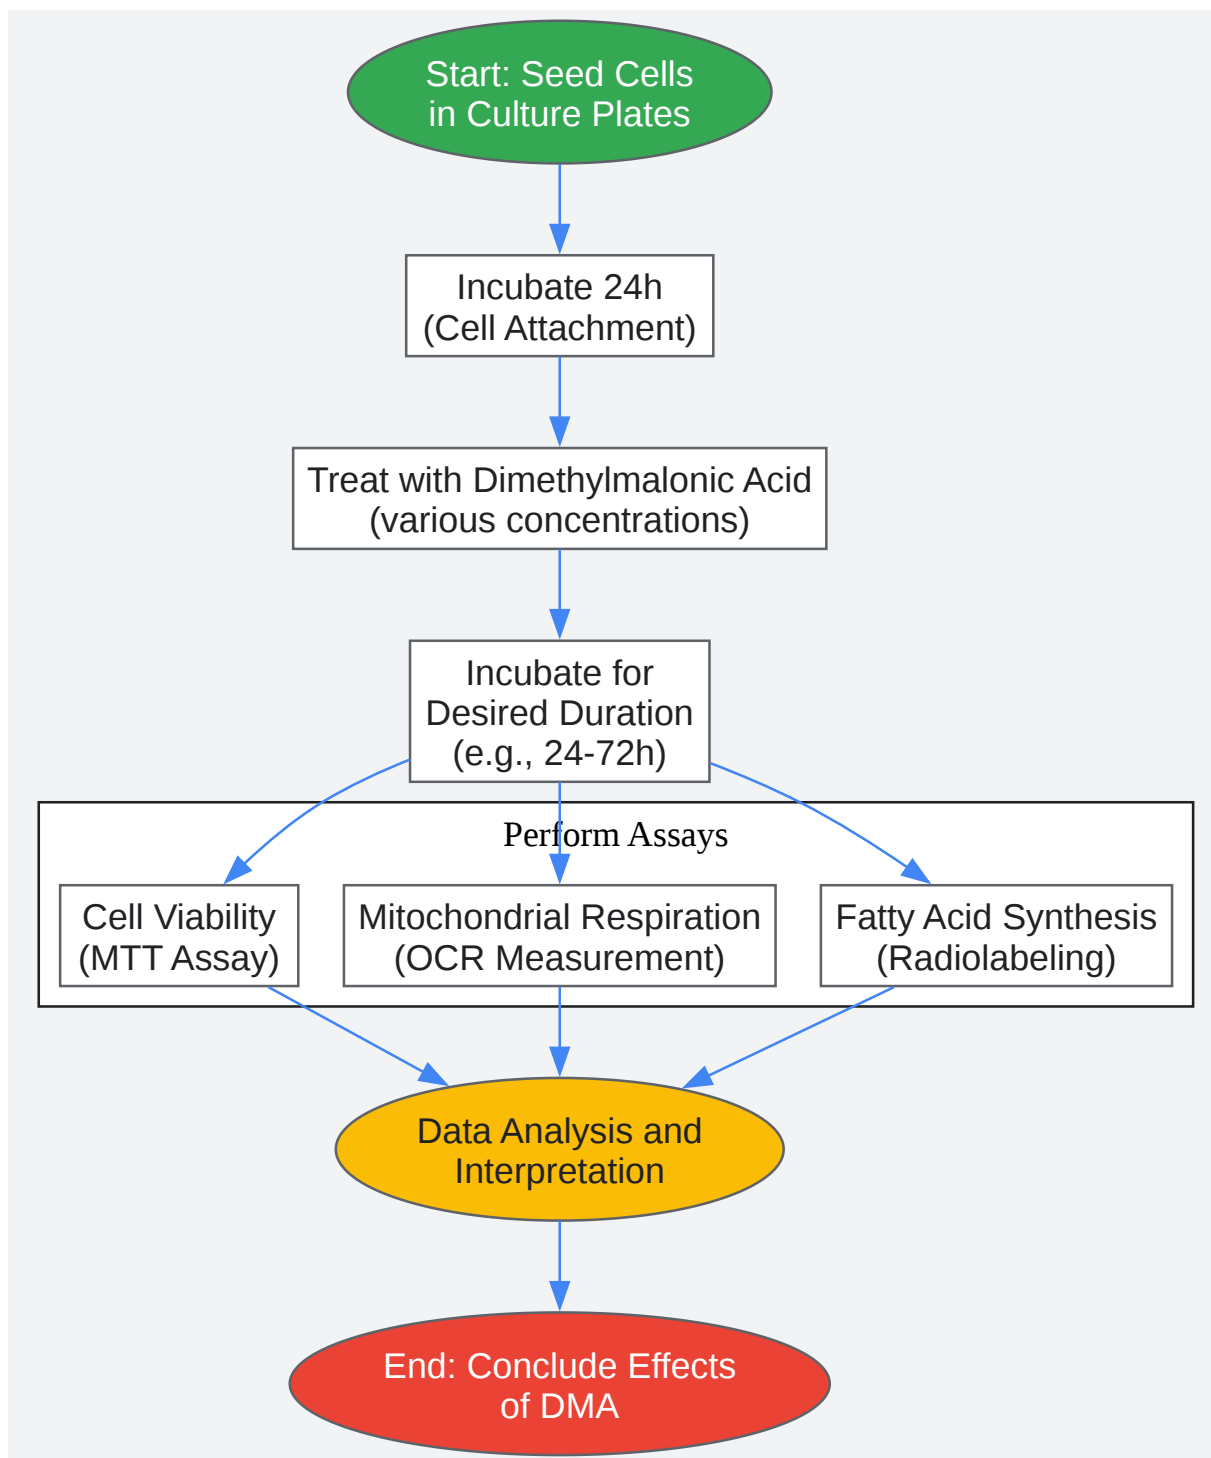 Start: Seed Cells
in Culture Plates
Incubate 24h
(Cell Attachment)
Treat with Dimethylmalonic Acid
(various concentrations)
Incubate for
Desired Duration
(e.g., 24-72h)
Perform Assays
Cell Viability
(MTT Assay)
Mitochondrial Respiration
(OCR Measurement)
Fatty Acid Synthesis
(Radiolabeling)
Data Analysis and
Interpretation
End: Conclude Effects
of DMA